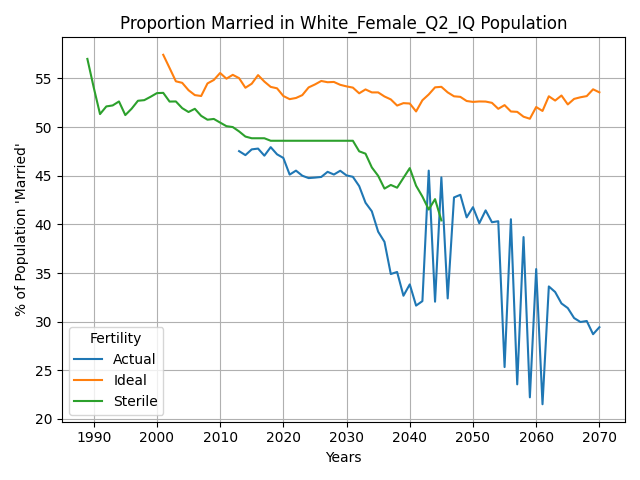 Proportion Married in White_Female_Q2_IQ Population
% of Population 'Married'
55
50
45
40
35
30
25
20
Fertility
Actual
Ideal
Sterile
1990 2000 2010 2020 2030 2040 2050 2060 2070
Years